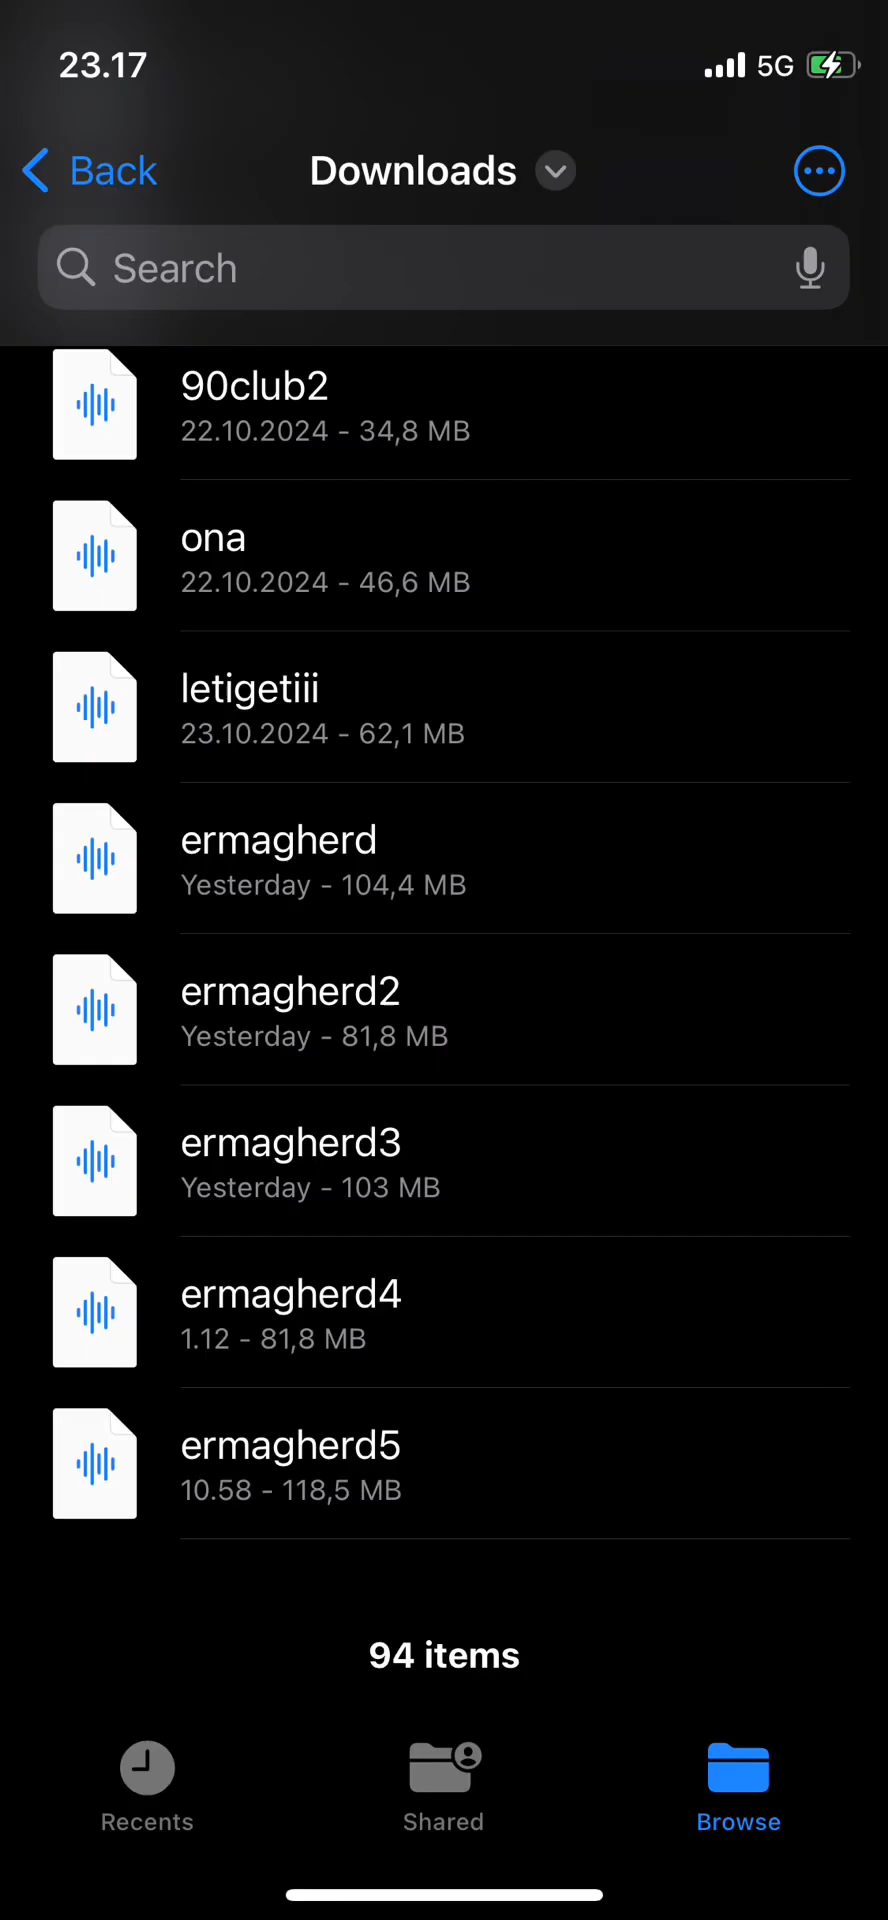 23.17
5G
Back
Downloads
Search
90club2
22.10.2024 - 34,8 MB
ona
22.10.2024 - 46,6 MB
letigetiii
23.10.2024 - 62,1 MB
ermagherd
Yesterday - 104,4 MB
ermagherd2
Yesterday - 81,8 MB
ermagherd3
Yesterday - 103 MB
ermagherd4
1.12 - 81,8 MB
ermagherd5
10.58 - 118,5 MB
94 items
Recents
Shared
Browse